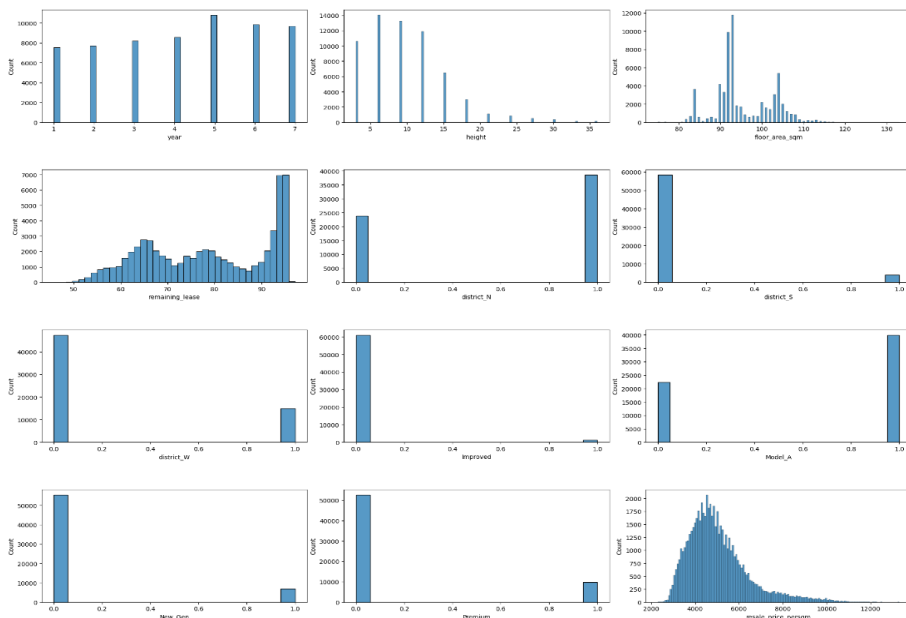 10000
8000
6000
4000
2000
0
Count
1 2 3 4 5 6 7
year
14000
12000
10000
8000
6000
4000
2000
0
Count
5 10 15 20 25 30 35
height
12000
10000
8000
6000
4000
2000
0
Count
80 90 100 110 120 130
floor_area_sqm
7000
6000
5000
4000
3000
2000
1000
0
Count
50 60 70 80 90
remaining_lease
40000
35000
30000
25000
20000
15000
10000
5000
0
Count
0.0 0.2 0.4 0.6 0.8 1.0
district_N
60000
50000
40000
30000
20000
10000
0
Count
0.0 0.2 0.4 0.6 0.8 1.0
district_S
40000
30000
20000
10000
0
Count
0.0 0.2 0.4 0.6 0.8 1.0
district_W
60000
50000
40000
30000
20000
10000
0
Count
0.0 0.2 0.4 0.6 0.8 1.0
Improved
40000
35000
30000
25000
20000
15000
10000
5000
0
Count
0.0 0.2 0.4 0.6 0.8 1.0
Model_A
50000
40000
30000
20000
10000
0
Count
0.0 0.2 0.4 0.6 0.8 1.0
New_Gen
50000
40000
30000
20000
10000
0
Count
0.0 0.2 0.4 0.6 0.8 1.0
Premium
2000
1750
1500
1250
1000
750
500
250
0
Count
2000 4000 6000 8000 10000 12000